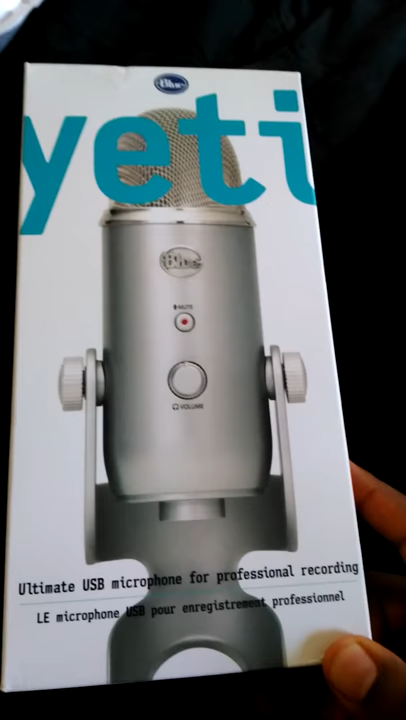 Blue
yeti
Blue
MUTE
VOLUME
Ultimate USB microphone for professional recording
LE microphone USB pour enregistrement professionnel